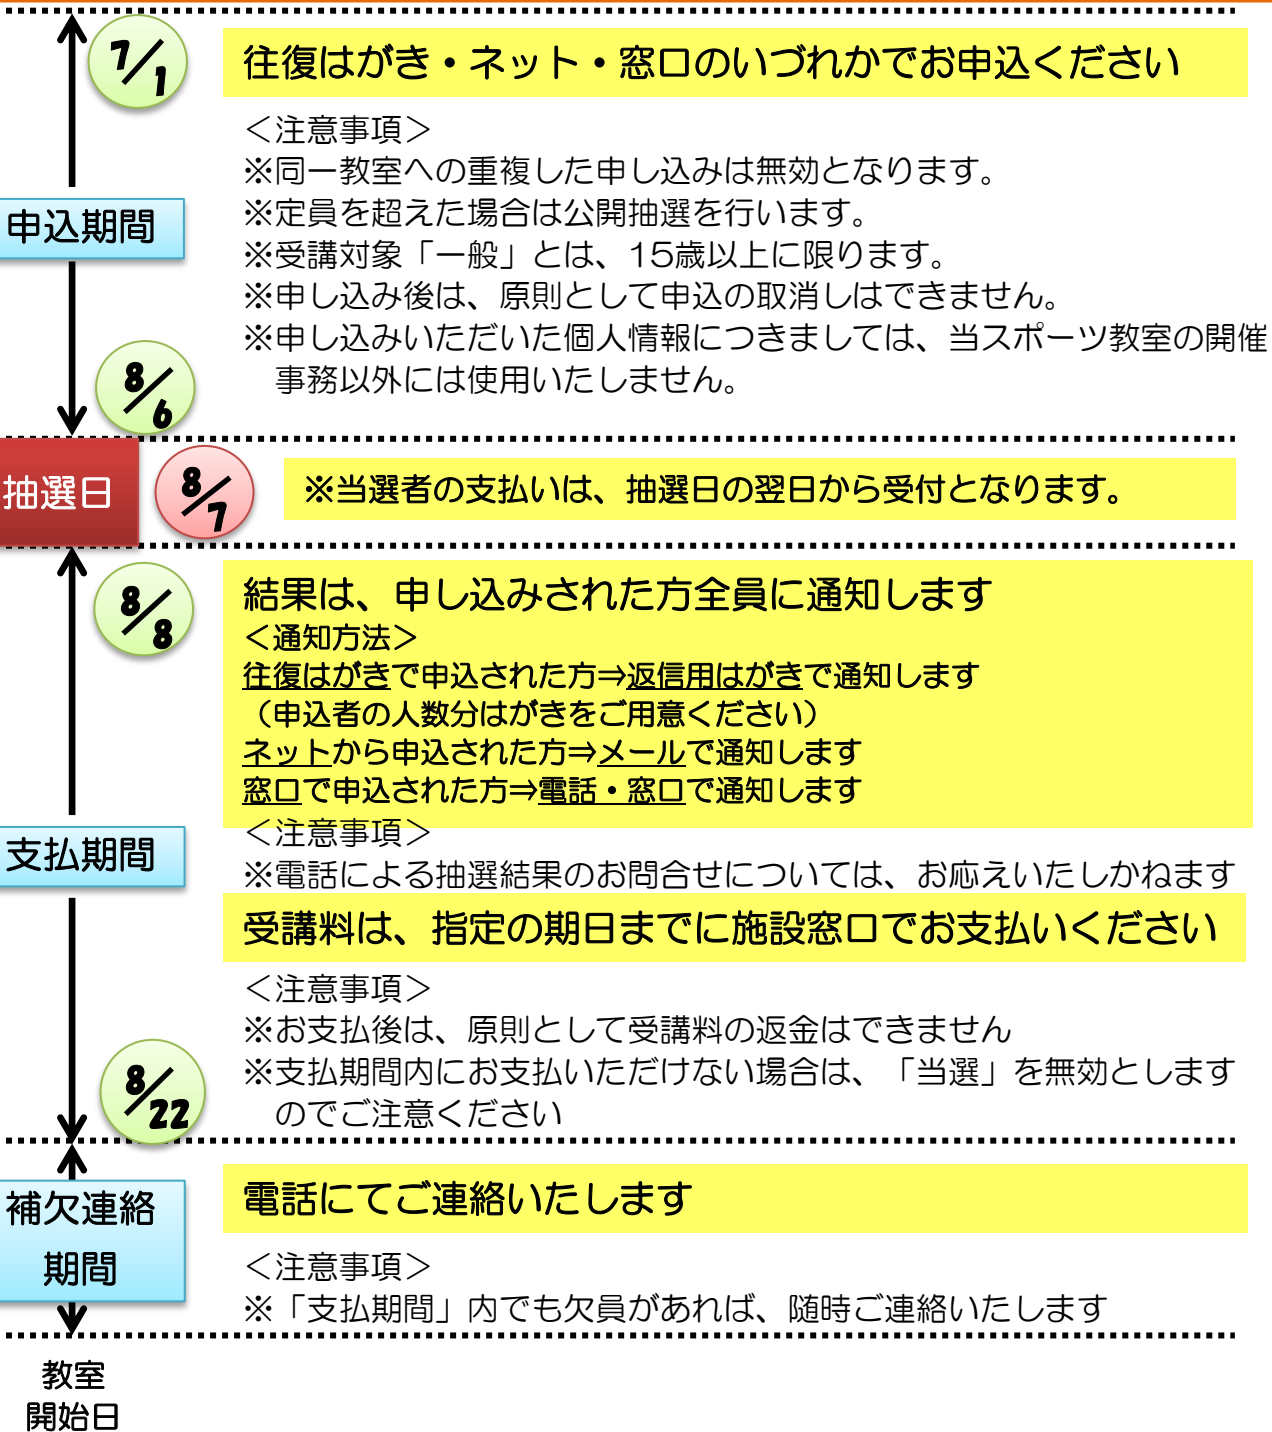 7/1
往復はがき・ネット・窓口のいづれかでお申込ください
＜注意事項＞
※同一教室への重複した申し込みは無効となります。
※定員を超えた場合は公開抽選を行います。
申込期間
※受講対象「一般」とは、15歳以上に限ります。
※申し込み後は、原則として申込の取消しはできません。
※申し込みいただいた個人情報につきましては、当スポーツ教室の開催
事務以外には使用いたしません。
8/6
抽選日
8/7
※当選者の支払いは、抽選日の翌日から受付となります。
8/8
結果は、申し込みされた方全員に通知します
＜通知方法＞
往復はがきで申込された方⇒返信用はがきで通知します
（申込者の人数分はがきをご用意ください）
ネットから申込された方⇒メールで通知します
窓口で申込された方⇒電話・窓口で通知します
＜注意事項＞
支払期間
※電話による抽選結果のお問合せについては、お応えいたしかねます
受講料は、指定の期日までに施設窓口でお支払いください
＜注意事項＞
※お支払後は、原則として受講料の返金はできません
※支払期間内にお支払いただけない場合は、「当選」を無効とします
のでご注意ください
8/22
補欠連絡
期間
電話にてご連絡いたします
＜注意事項＞
※「支払期間」内でも欠員があれば、随時ご連絡いたします
教室
開始日